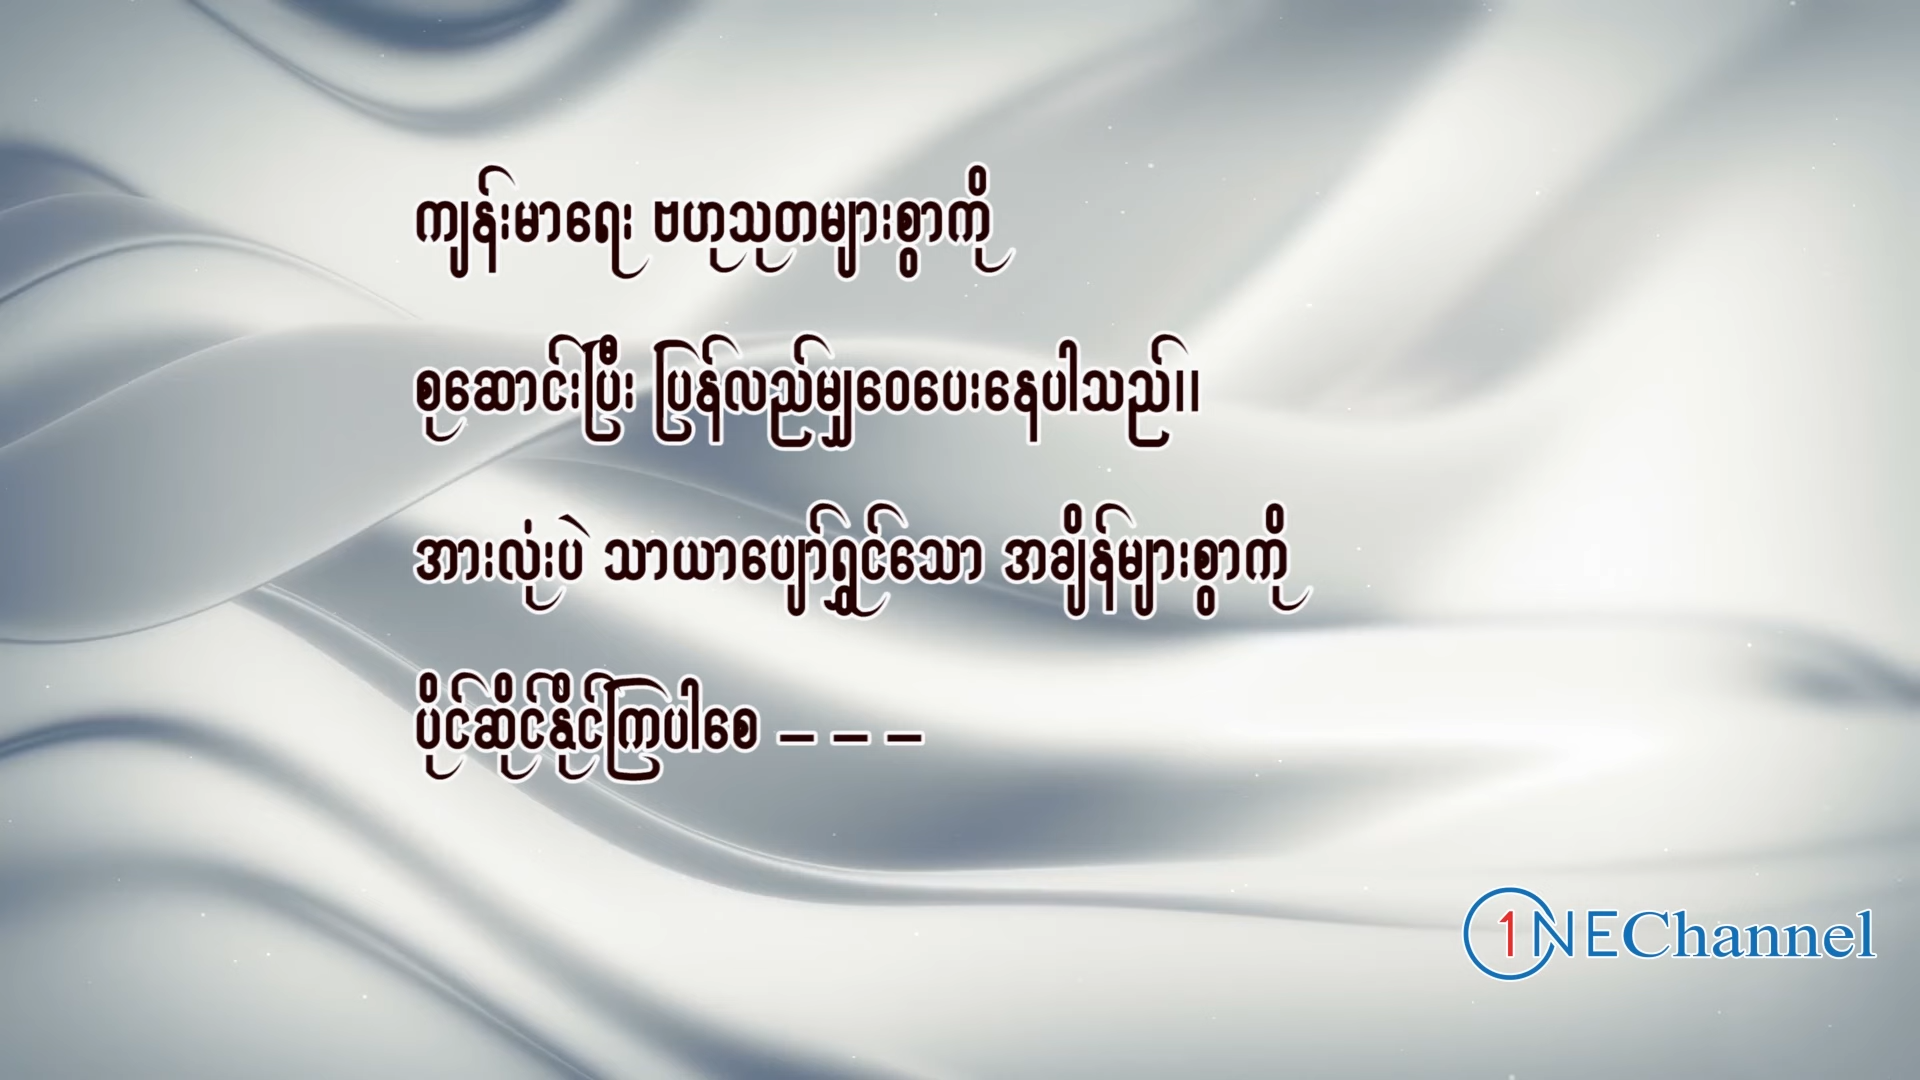 ကျန်းမာရေး ဗဟုသုတများစွာကို
စုဆောင်းပြီး ပြန်လည်မျှဝေပေးနေပါသည်။
အားလုံးပဲ သာယာပျော်ရွှင်သော အချိန်များစွာကို
ပိုင်ဆိုင်နိုင်ကြပါစေ – – –
1NEChannel